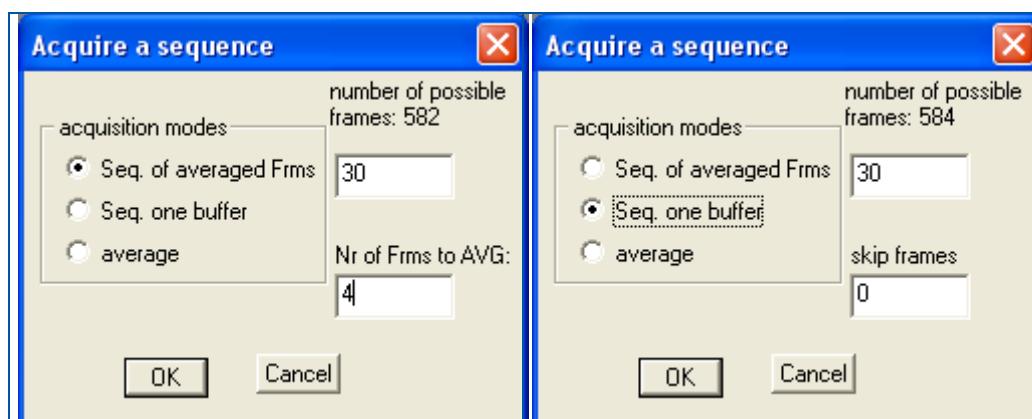 Acquire a sequence
number of possible
frames: 582
acquisition modes
Seq. of averaged Frms
30
Seq. one buffer
average
Nr of Frms to AVG:
4
OK
Cancel
Acquire a sequence
number of possible
frames: 584
acquisition modes
Seq. of averaged Frms
30
Seq. one buffer
average
skip frames
0
OK
Cancel